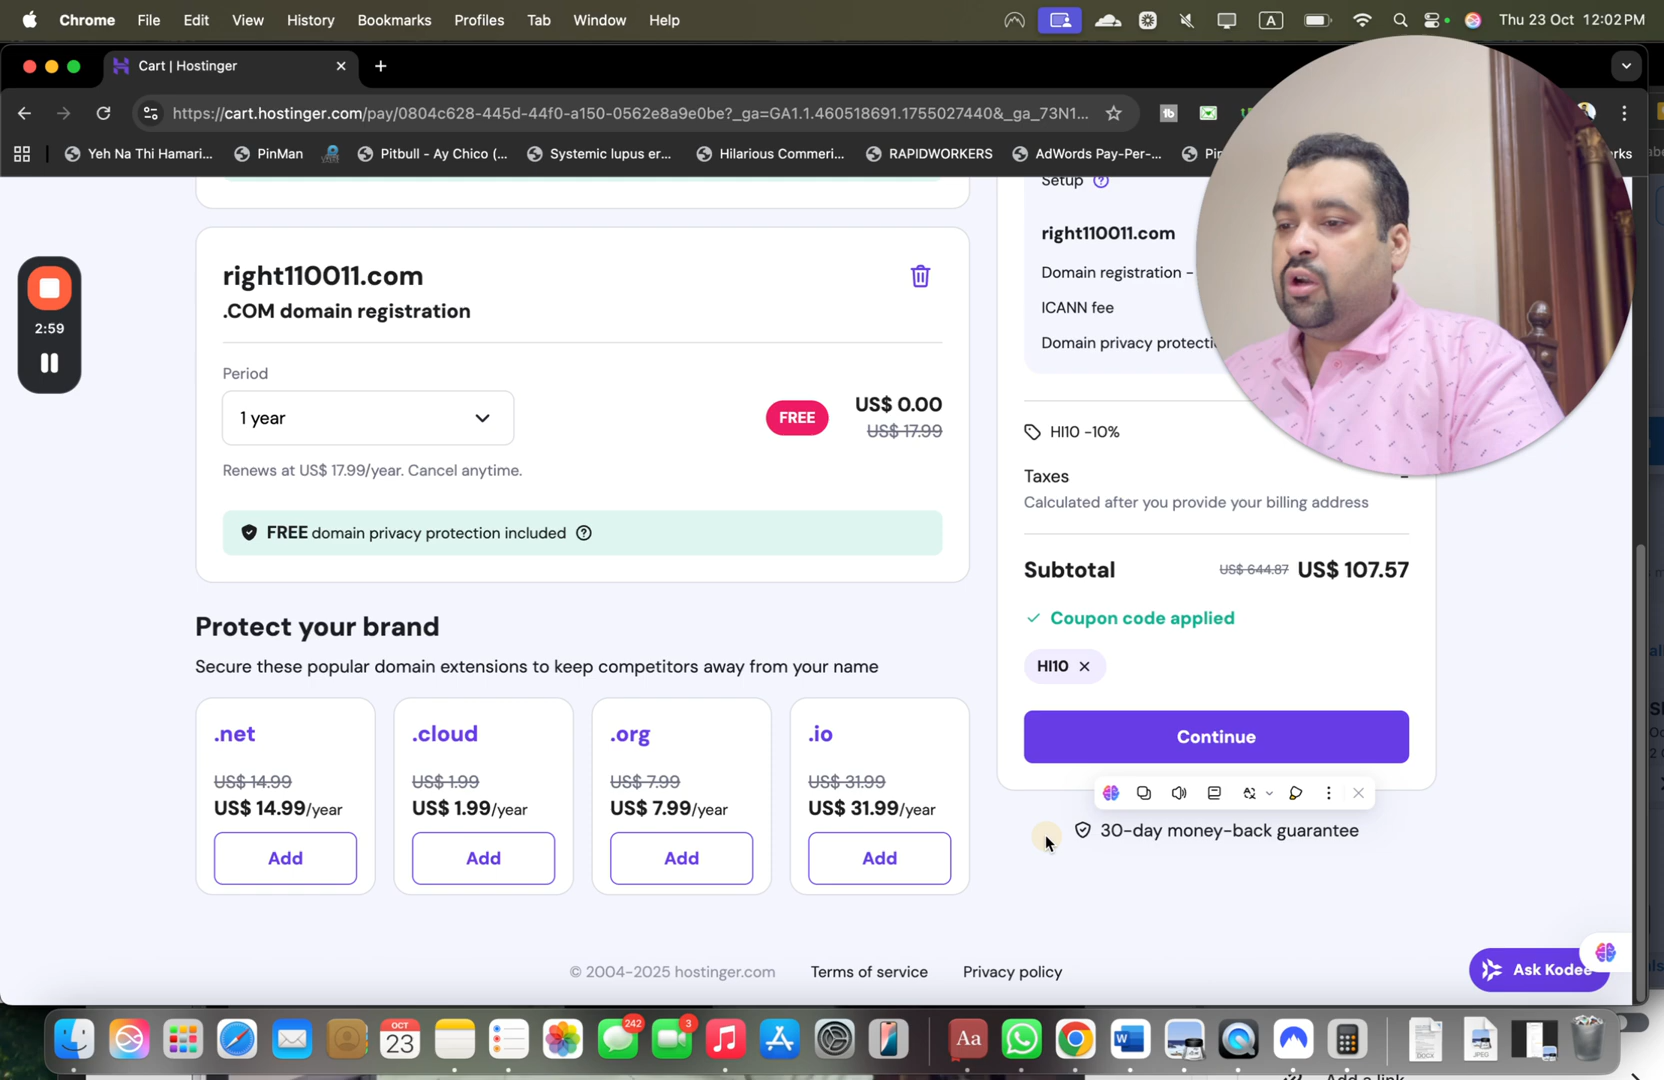 Chrome File Edit View History Bookmarks Profiles Tab Window Help
A Thu 23 Oct 12:02 PM
Cart | Hostinger
https://cart.hostinger.com/pay/0804c628-445d-44f0-a150-0562e8a9e0be?_ga=GA1.1.460518691.1755027440&_ga_73N1...
Yeh Na Thi Hamari... PinMan Pitbull - Ay Chico (... Systemic lupus er... Hilarious Commeri... RAPIDWORKERS AdWords Pay-Per-...
Setup
right110011.com
Domain registration -
ICANN fee
HI10 -10%
Taxes -
Calculated after you provide your billing address
Subtotal US$ 644.87 US$ 107.57
Coupon code applied
HI10
Continue
30-day money-back guarantee
2:59
right110011.com
.COM domain registration
Period
1 year
FREE
US$ 0.00
US$ 17.99
Renews at US$ 17.99/year. Cancel anytime.
FREE domain privacy protection included
Protect your brand
Secure these popular domain extensions to keep competitors away from your name
.net
US$ 14.99
US$ 14.99/year
Add
.cloud
US$ 1.99
US$ 1.99/year
Add
.org
US$ 7.99
US$ 7.99/year
Add
.io
US$ 31.99
US$ 31.99/year
Add
© 2004-2025 hostinger.com Terms of service Privacy policy
Ask Kodee
OCT
23
242
3
Aa
DOCX
JPEG
Add a link